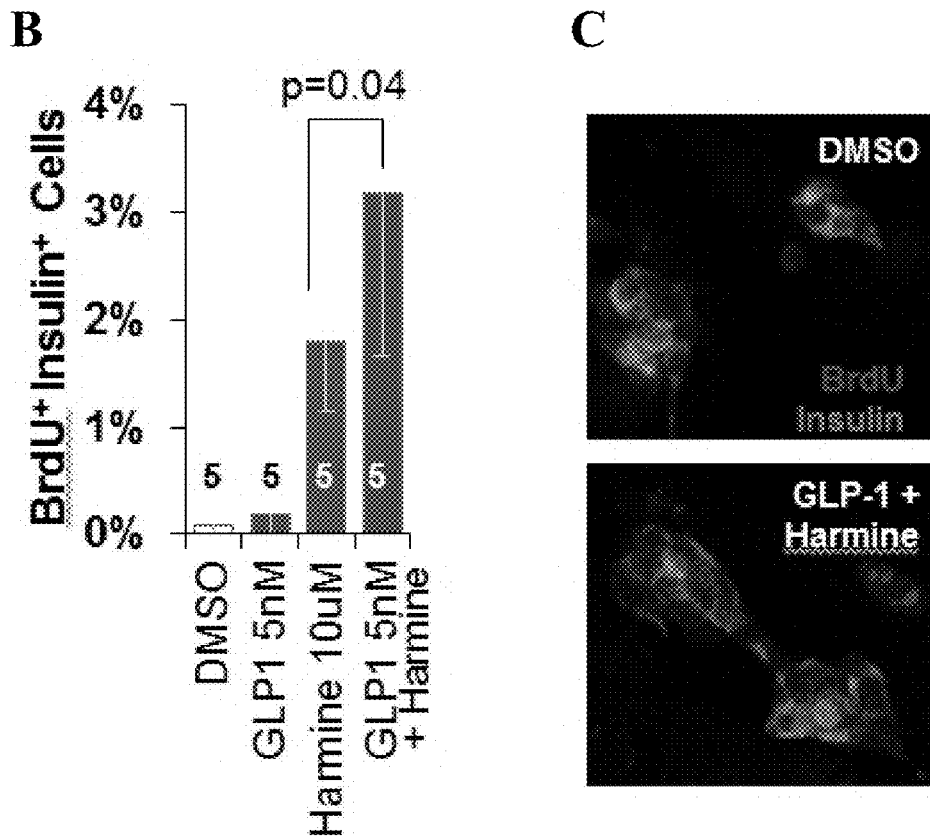 B
p=0.04
BrdU⁺ Insulin⁺ Cells
4%
3%
2%
1%
0%
5
5
5
5
DMSO
GLP1 5nM
Harmine 10uM
GLP1 5nM
+ Harmine
C
DMSO
BrdU
Insulin
GLP-1 +
Harmine